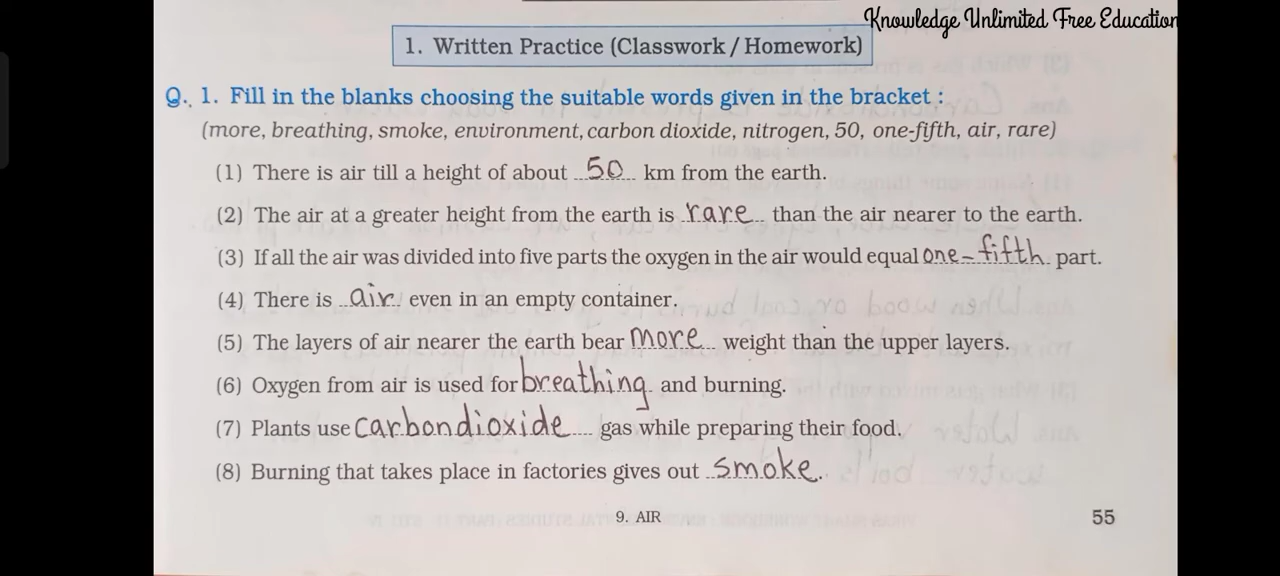 Knowledge Unlimited Free Education
1. Written Practice (Classwork / Homework)
Q. 1. Fill in the blanks choosing the suitable words given in the bracket :
(more, breathing, smoke, environment, carbon dioxide, nitrogen, 50, one-fifth, air, rare)
(1) There is air till a height of about 50 km from the earth.
(2) The air at a greater height from the earth is rare than the air nearer to the earth.
(3) If all the air was divided into five parts the oxygen in the air would equal one-fifth part.
(4) There is air even in an empty container.
(5) The layers of air nearer the earth bear more weight than the upper layers.
(6) Oxygen from air is used for breathing and burning.
(7) Plants use carbondioxide gas while preparing their food.
(8) Burning that takes place in factories gives out smoke.
9. AIR 55